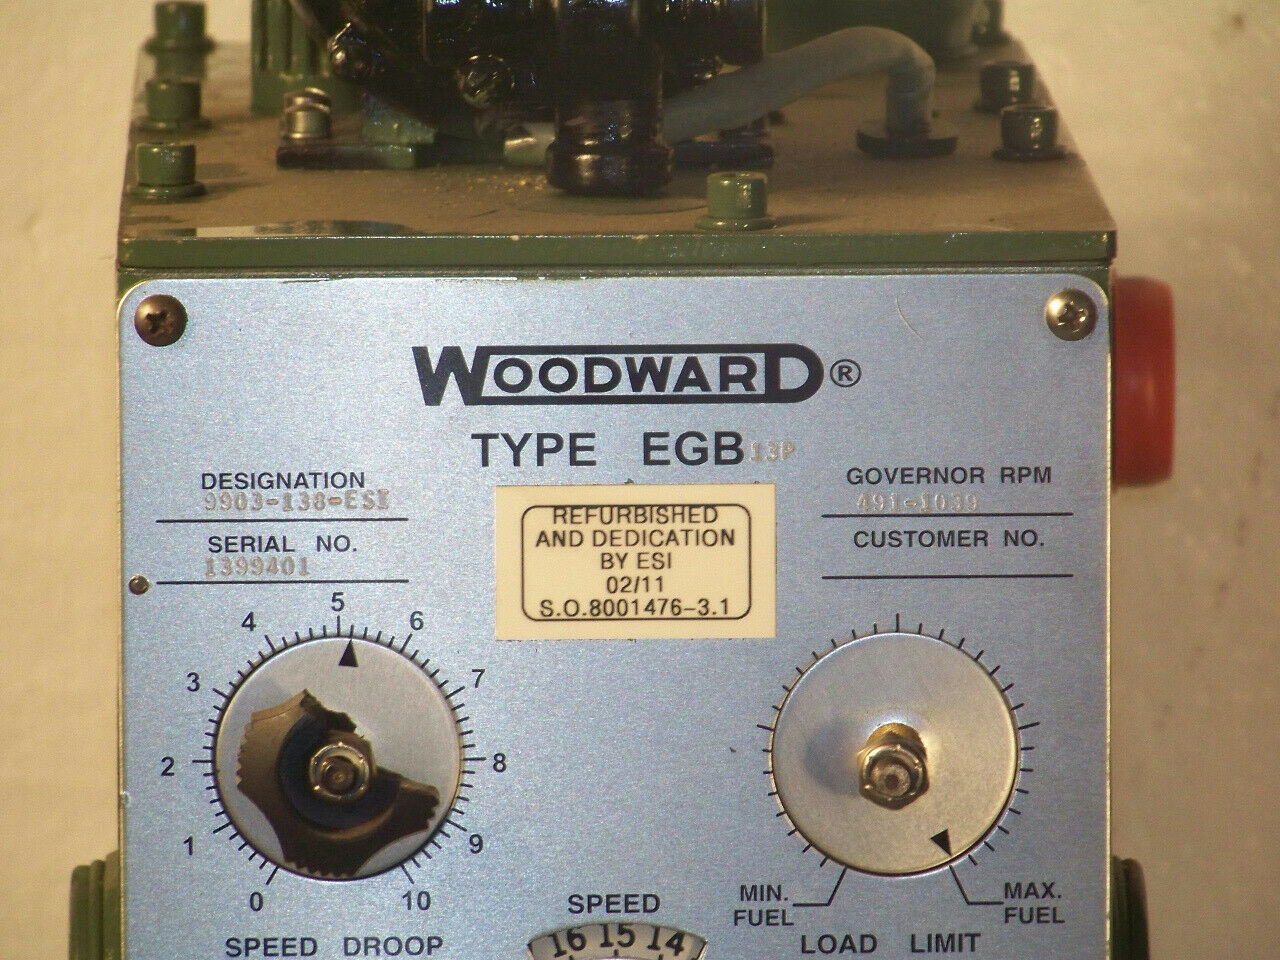 WOODWARD®
TYPE EGB 13P
DESIGNATION
9903-138-ESI
SERIAL NO.
1399401
GOVERNOR RPM
491-1039
CUSTOMER NO.
REFURBISHED
AND DEDICATION
BY ESI
02/11
S.O.8001476-3.1
0 1 2 3 4 5 6 7 8 9 10
SPEED DROOP
SPEED
16 15 14
MIN.
FUEL
MAX.
FUEL
LOAD LIMIT